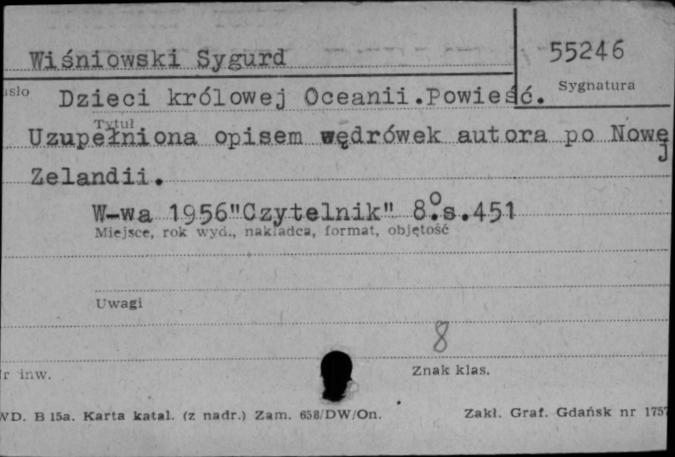 Wiśniowski Sygurd
55246
Sygnatura
Dzieci królowej Oceanii.Powieść.
Tytuł
Uzupełniona opisem wędrówek autora po Nowej
Zelandii.
W-wa 1956"Czytelnik" 8°.s.451
Miejsce, rok wyd., nakładca, format, objętość
Uwagi
8
inw.
Znak klas.
B 15a. Karta katal. (z nadr.) Zam. 658/DW/On.
Zakł. Graf. Gdańsk nr 1757